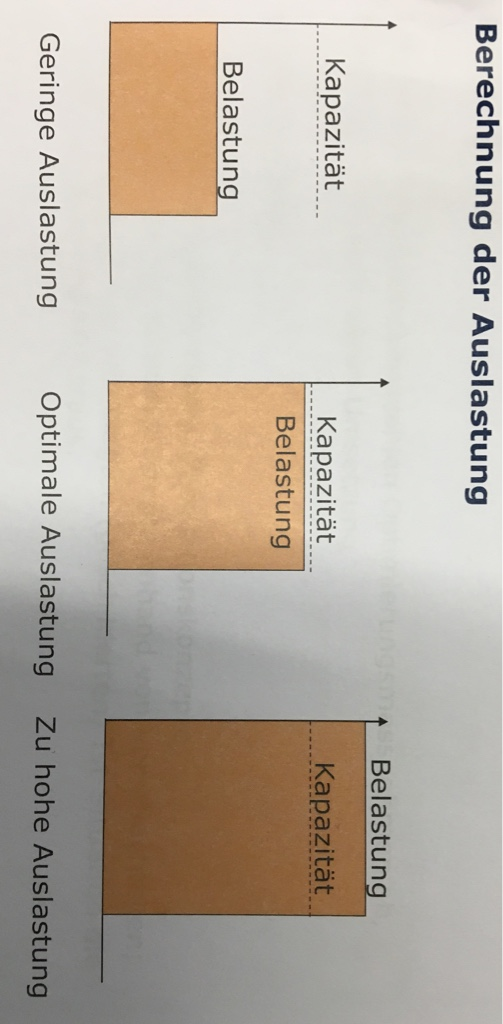 Berechnung der Auslastung
Kapazität
Belastung
Geringe Auslastung
Kapazität
Belastung
Optimale Auslastung
Belastung
Kapazität
Zu hohe Auslastung